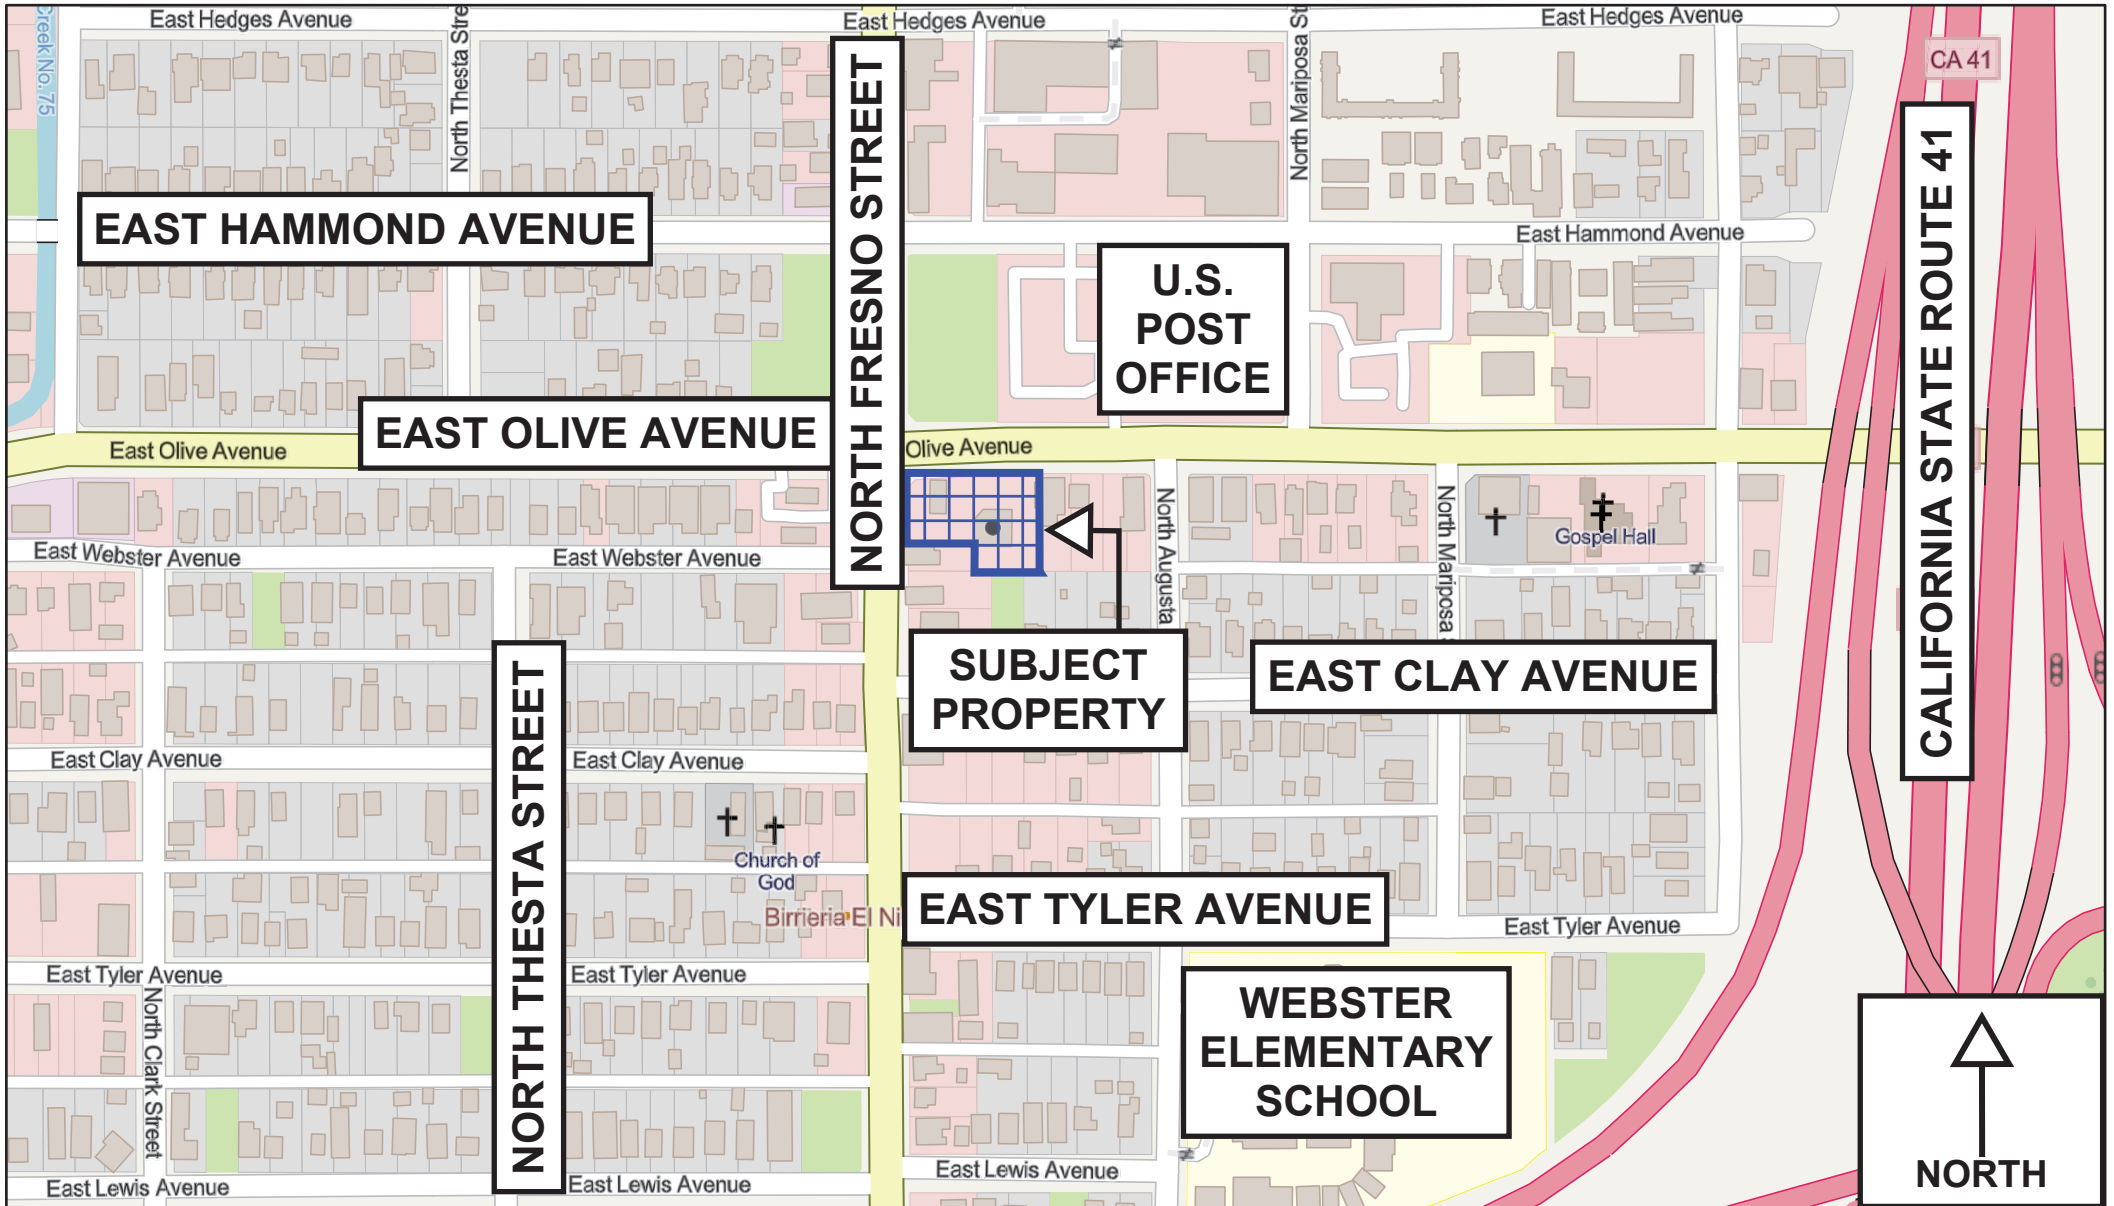 East Hedges Avenue
East Hedges Avenue
East Hedges Avenue
Creek No. 75
North Thesta Stre
North Mariposa St
CA 41
EAST HAMMOND AVENUE
NORTH FRESNO STREET
East Hammond Avenue
U.S.
POST
OFFICE
CALIFORNIA STATE ROUTE 41
EAST OLIVE AVENUE
East Olive Avenue
Olive Avenue
East Webster Avenue
East Webster Avenue
North Augusta
North Mariposa S
Gospel Hall
SUBJECT
PROPERTY
EAST CLAY AVENUE
NORTH THESTA STREET
East Clay Avenue
East Clay Avenue
Church of
God
Birrieria El Ni
EAST TYLER AVENUE
East Tyler Avenue
East Tyler Avenue
East Tyler Avenue
North Clark Street
WEBSTER
ELEMENTARY
SCHOOL
East Lewis Avenue
East Lewis Avenue
East Lewis Avenue
NORTH